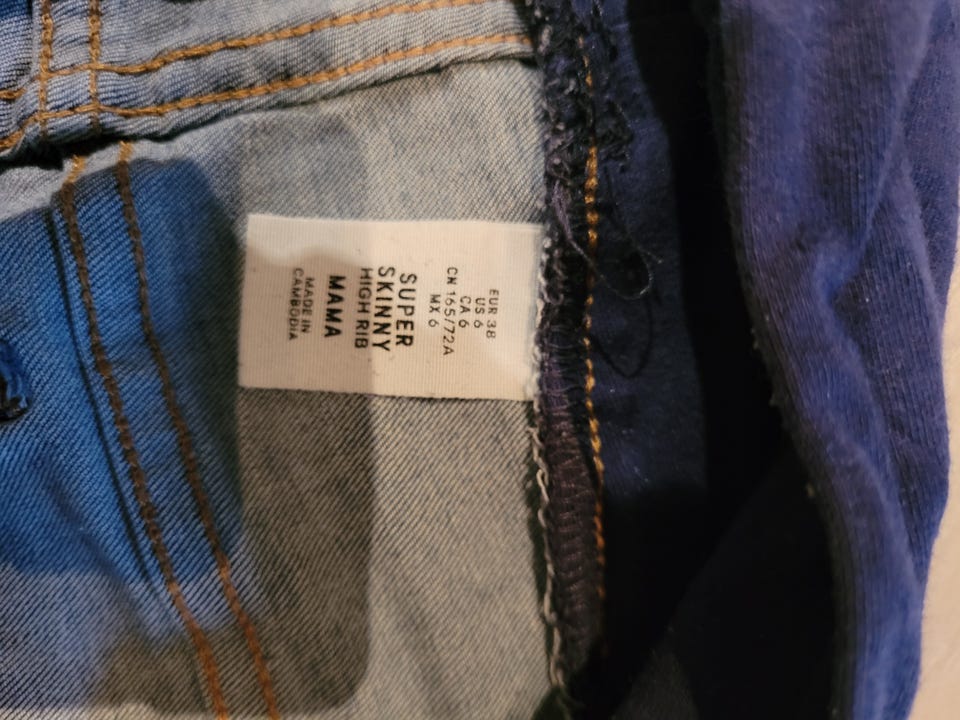 EUR 38
US 6
CA 6
CN 165/72A
MX 6
SUPER
SKINNY
HIGH RIB
MAMA
MADE IN
CAMBODIA